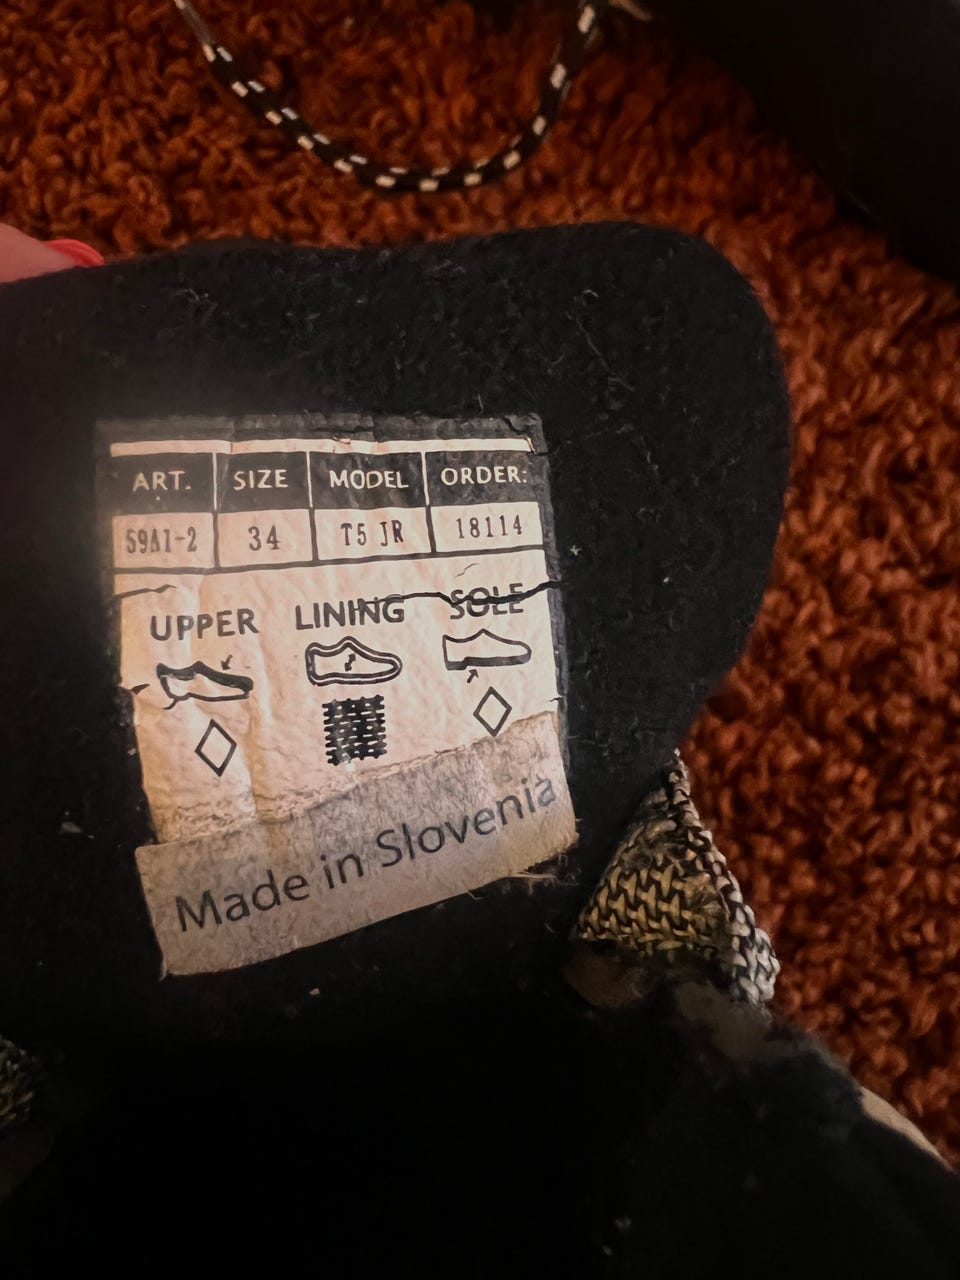 ART. SIZE MODEL ORDER:
59A1-2 34 T5 JR 18114
UPPER LINING SOLE
Made in Slovenia